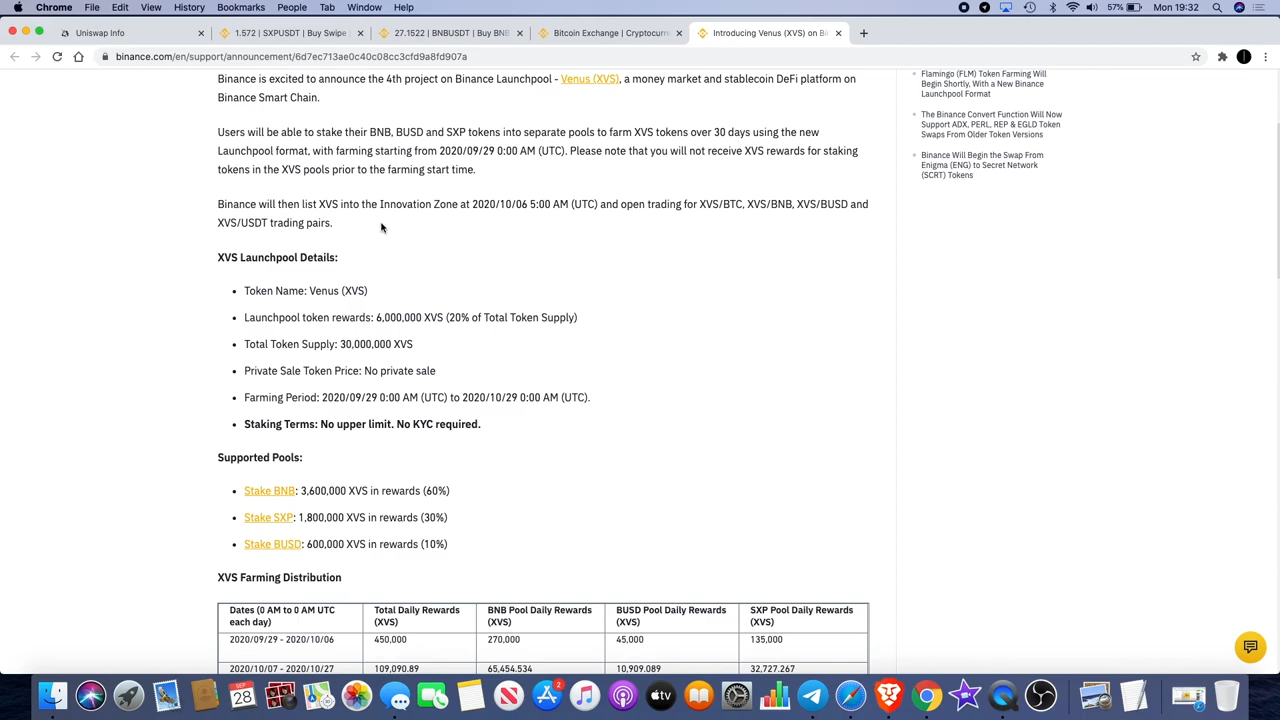 Chrome File Edit View History Bookmarks People Tab Window Help 57% Mon 19:32
Uniswap Info
1.572 | SXPUSDT | Buy Swipe
27.1522 | BNBUSDT | Buy BNB
Bitcoin Exchange | Cryptocurr
Introducing Venus (XVS) on Bi
binance.com/en/support/announcement/6d7ec713ae0c40c08cc3cfd9a8fd907a
Binance is excited to announce the 4th project on Binance Launchpool - Venus (XVS), a money market and stablecoin DeFi platform on
Binance Smart Chain.
Users will be able to stake their BNB, BUSD and SXP tokens into separate pools to farm XVS tokens over 30 days using the new
Launchpool format, with farming starting from 2020/09/29 0:00 AM (UTC). Please note that you will not receive XVS rewards for staking
tokens in the XVS pools prior to the farming start time.
Binance will then list XVS into the Innovation Zone at 2020/10/06 5:00 AM (UTC) and open trading for XVS/BTC, XVS/BNB, XVS/BUSD and
XVS/USDT trading pairs.
XVS Launchpool Details:
Token Name: Venus (XVS)
Launchpool token rewards: 6,000,000 XVS (20% of Total Token Supply)
Total Token Supply: 30,000,000 XVS
Private Sale Token Price: No private sale
Farming Period: 2020/09/29 0:00 AM (UTC) to 2020/10/29 0:00 AM (UTC).
Staking Terms: No upper limit. No KYC required.
Supported Pools:
Stake BNB: 3,600,000 XVS in rewards (60%)
Stake SXP: 1,800,000 XVS in rewards (30%)
Stake BUSD: 600,000 XVS in rewards (10%)
XVS Farming Distribution
Dates (0 AM to 0 AM UTC Total Daily Rewards BNB Pool Daily Rewards BUSD Pool Daily Rewards SXP Pool Daily Rewards
each day) (XVS) (XVS) (XVS) (XVS)
2020/09/29 - 2020/10/06 450,000 270,000 45,000 135,000
2020/10/07 - 2020/10/27 109,090.89 65,454.534 10,909.089 32,727.267
Flamingo (FLM) Token Farming Will
Begin Shortly, With a New Binance
Launchpool Format
The Binance Convert Function Will Now
Support ADX, PERL, REP & EGLD Token
Swaps From Older Token Versions
Binance Will Begin the Swap From
Enigma (ENG) to Secret Network
(SCRT) Tokens
SEP
28
2
tv